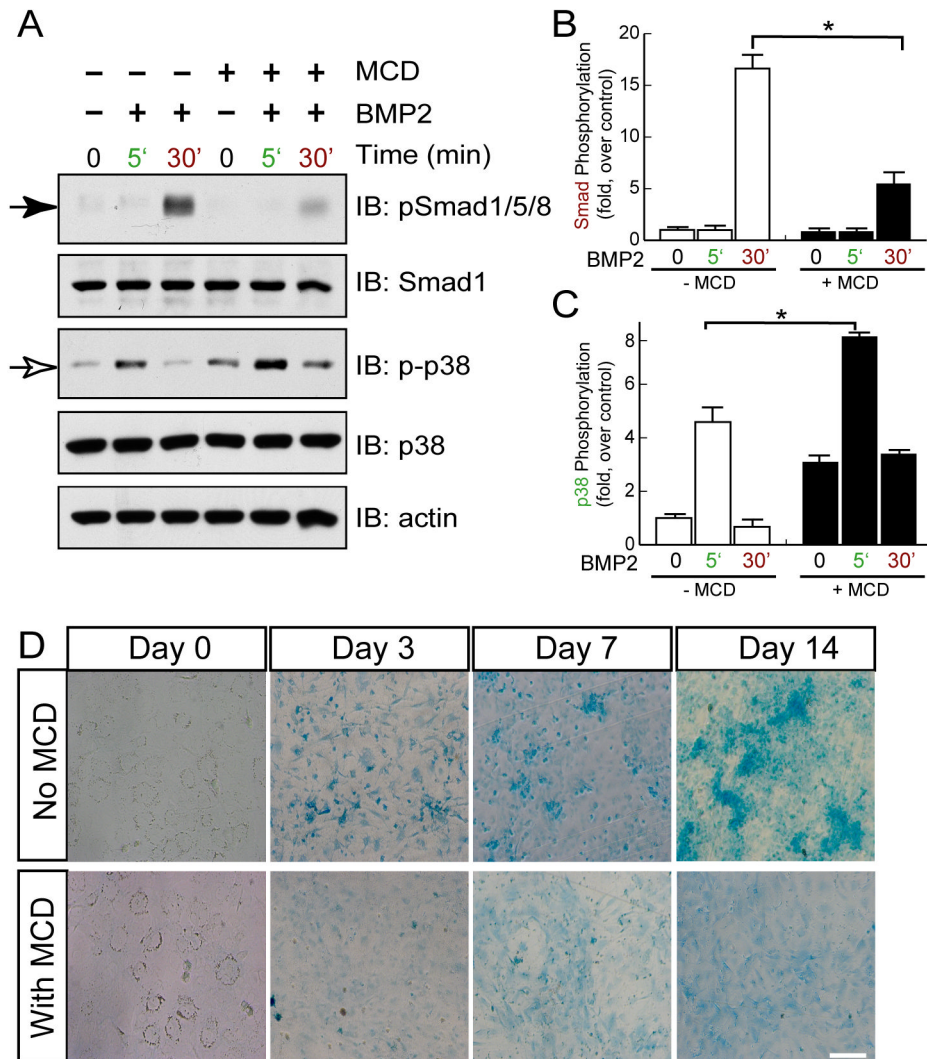 A
– – – + + + MCD
– + + – + + BMP2
0 5‘ 30’ 0 5‘ 30’ Time (min)
IB: pSmad1/5/8
IB: Smad1
IB: p-p38
IB: p38
IB: actin
B
Smad Phosphorylation
(fold, over control)
20
15
10
5
0
*
BMP2 0 5‘ 30’ 0 5‘ 30’
- MCD + MCD
C
p38 Phosphorylation
(fold, over control)
8
6
4
2
0
*
BMP2 0 5‘ 30’ 0 5‘ 30’
- MCD + MCD
D
Day 0 Day 3 Day 7 Day 14
No MCD
With MCD